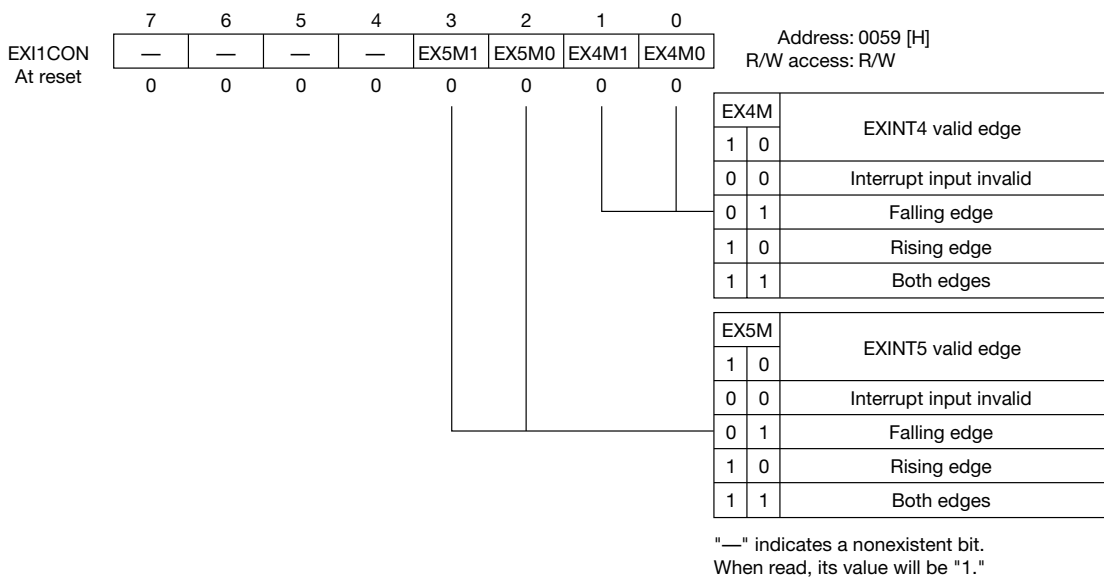 7 6 5 4 3 2 1 0
EXI1CON — — — — EX5M1 EX5M0 EX4M1 EX4M0
At reset 0 0 0 0 0 0 0 0
Address: 0059 [H]
R/W access: R/W
EX4M EXINT4 valid edge
1 0
0 0 Interrupt input invalid
0 1 Falling edge
1 0 Rising edge
1 1 Both edges
EX5M EXINT5 valid edge
1 0
0 0 Interrupt input invalid
0 1 Falling edge
1 0 Rising edge
1 1 Both edges
"—" indicates a nonexistent bit.
When read, its value will be "1."